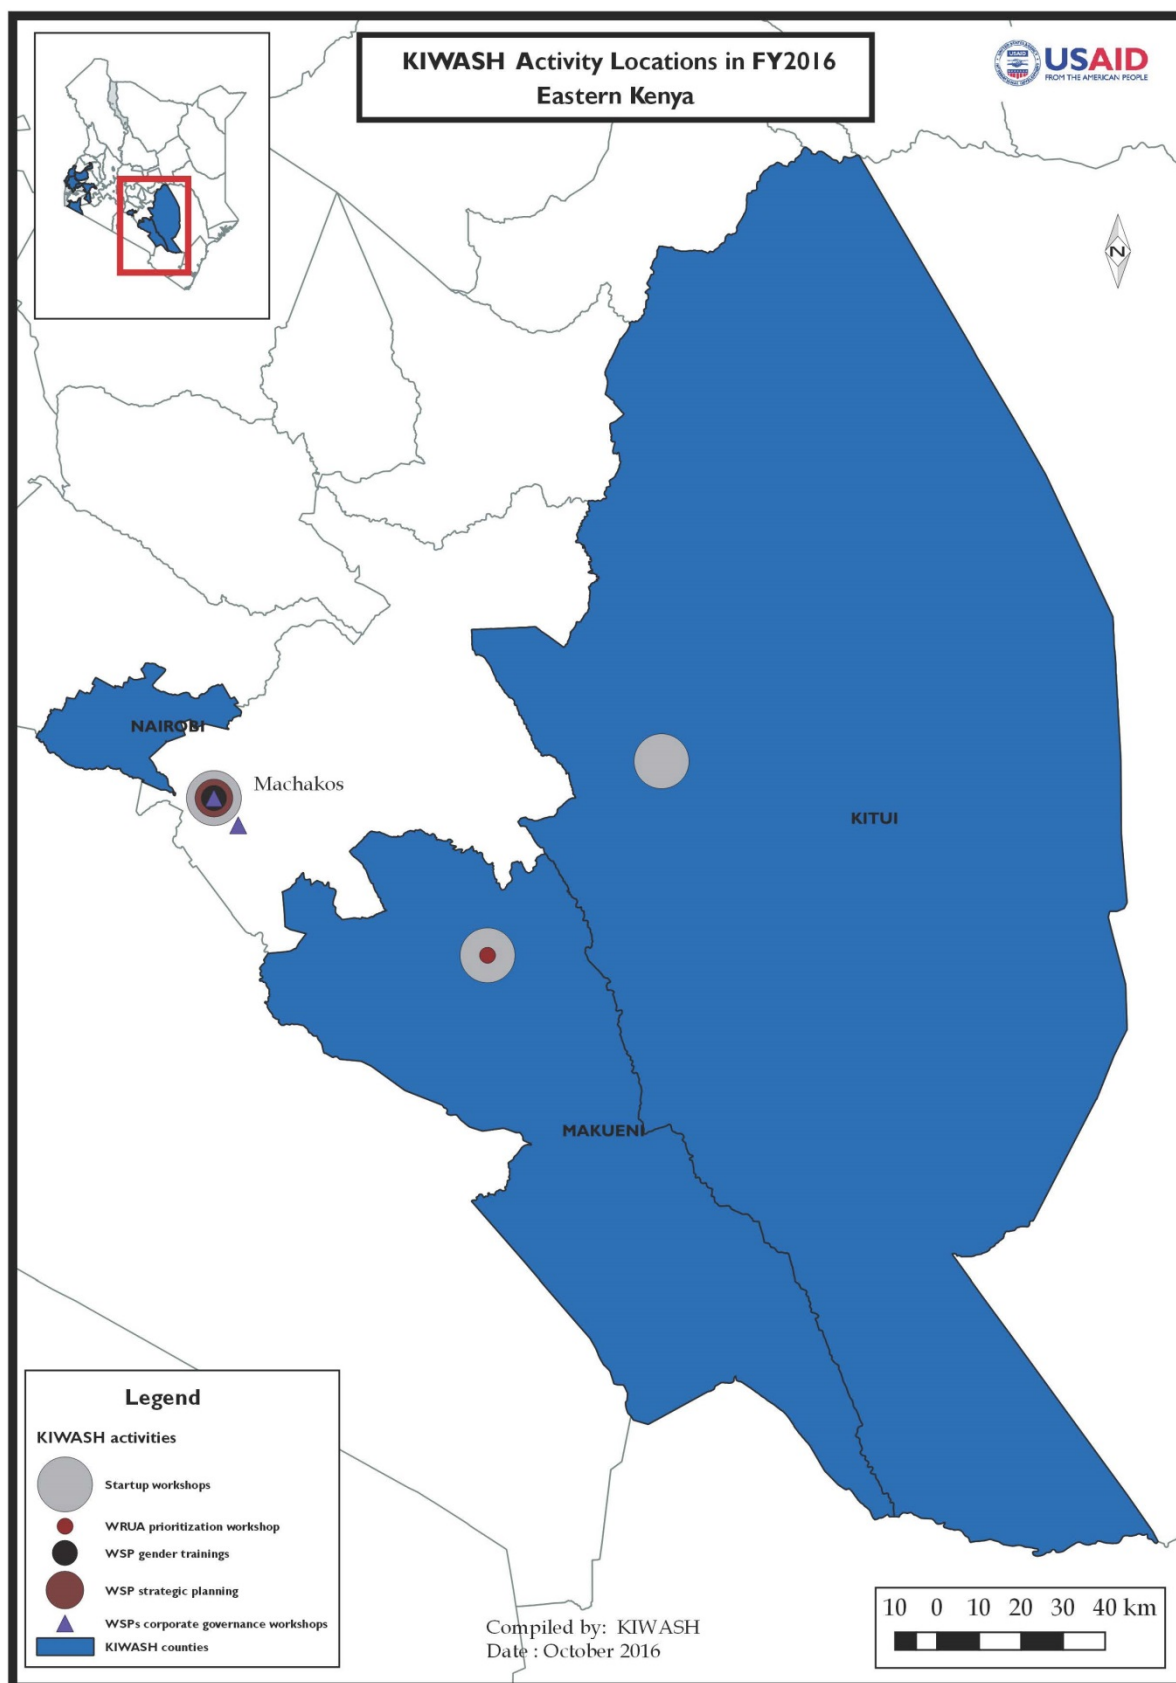 KIWASH Activity Locations in FY2016
Eastern Kenya
USAID
FROM THE AMERICAN PEOPLE
N
NAIROBI
Machakos
KITUI
MAKUENI
Legend
KIWASH activities
Startup workshops
WRUA prioritization workshop
WSP gender trainings
WSP strategic planning
WSPs corporate governance workshops
KIWASH counties
Compiled by: KIWASH
Date : October 2016
10 0 10 20 30 40 km